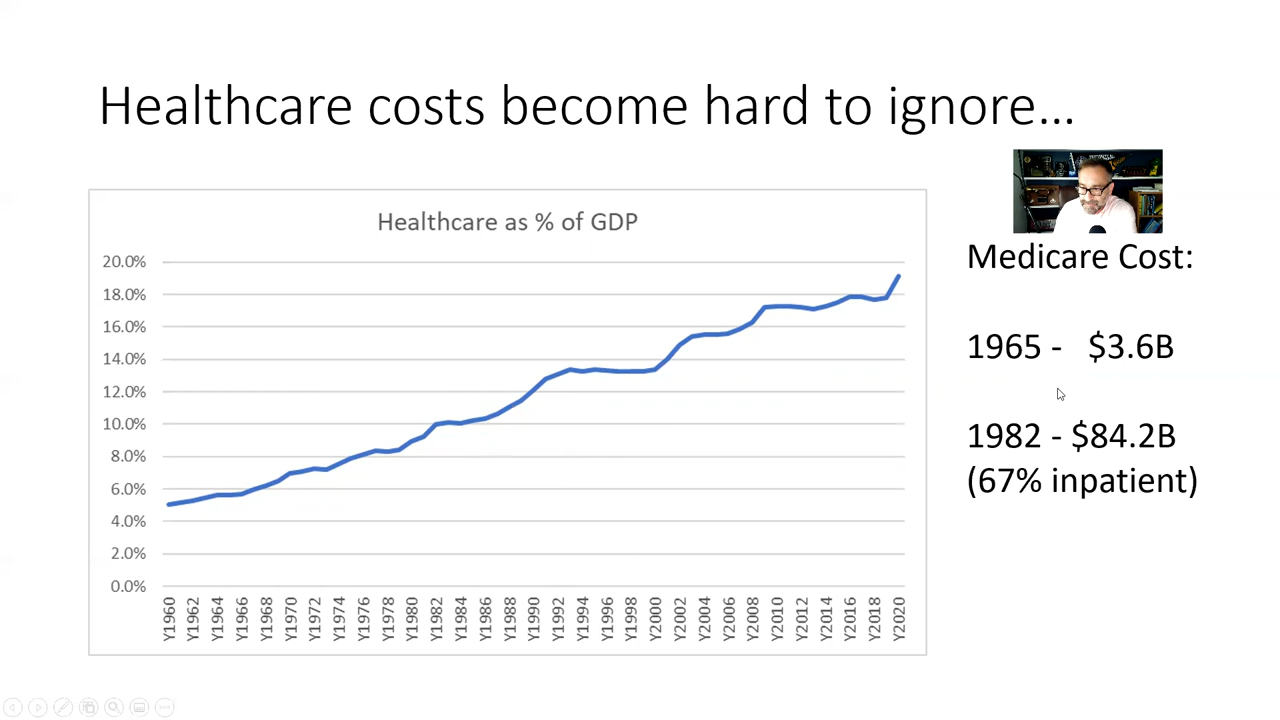 Healthcare costs become hard to ignore…
Healthcare as % of GDP
20.0%
18.0%
16.0%
14.0%
12.0%
10.0%
8.0%
6.0%
4.0%
2.0%
0.0%
Y1960
Y1962
Y1964
Y1966
Y1968
Y1970
Y1972
Y1974
Y1976
Y1978
Y1980
Y1982
Y1984
Y1986
Y1988
Y1990
Y1992
Y1994
Y1996
Y1998
Y2000
Y2002
Y2004
Y2006
Y2008
Y2010
Y2012
Y2014
Y2016
Y2018
Y2020
Medicare Cost:
1965 - $3.6B
1982 - $84.2B
(67% inpatient)